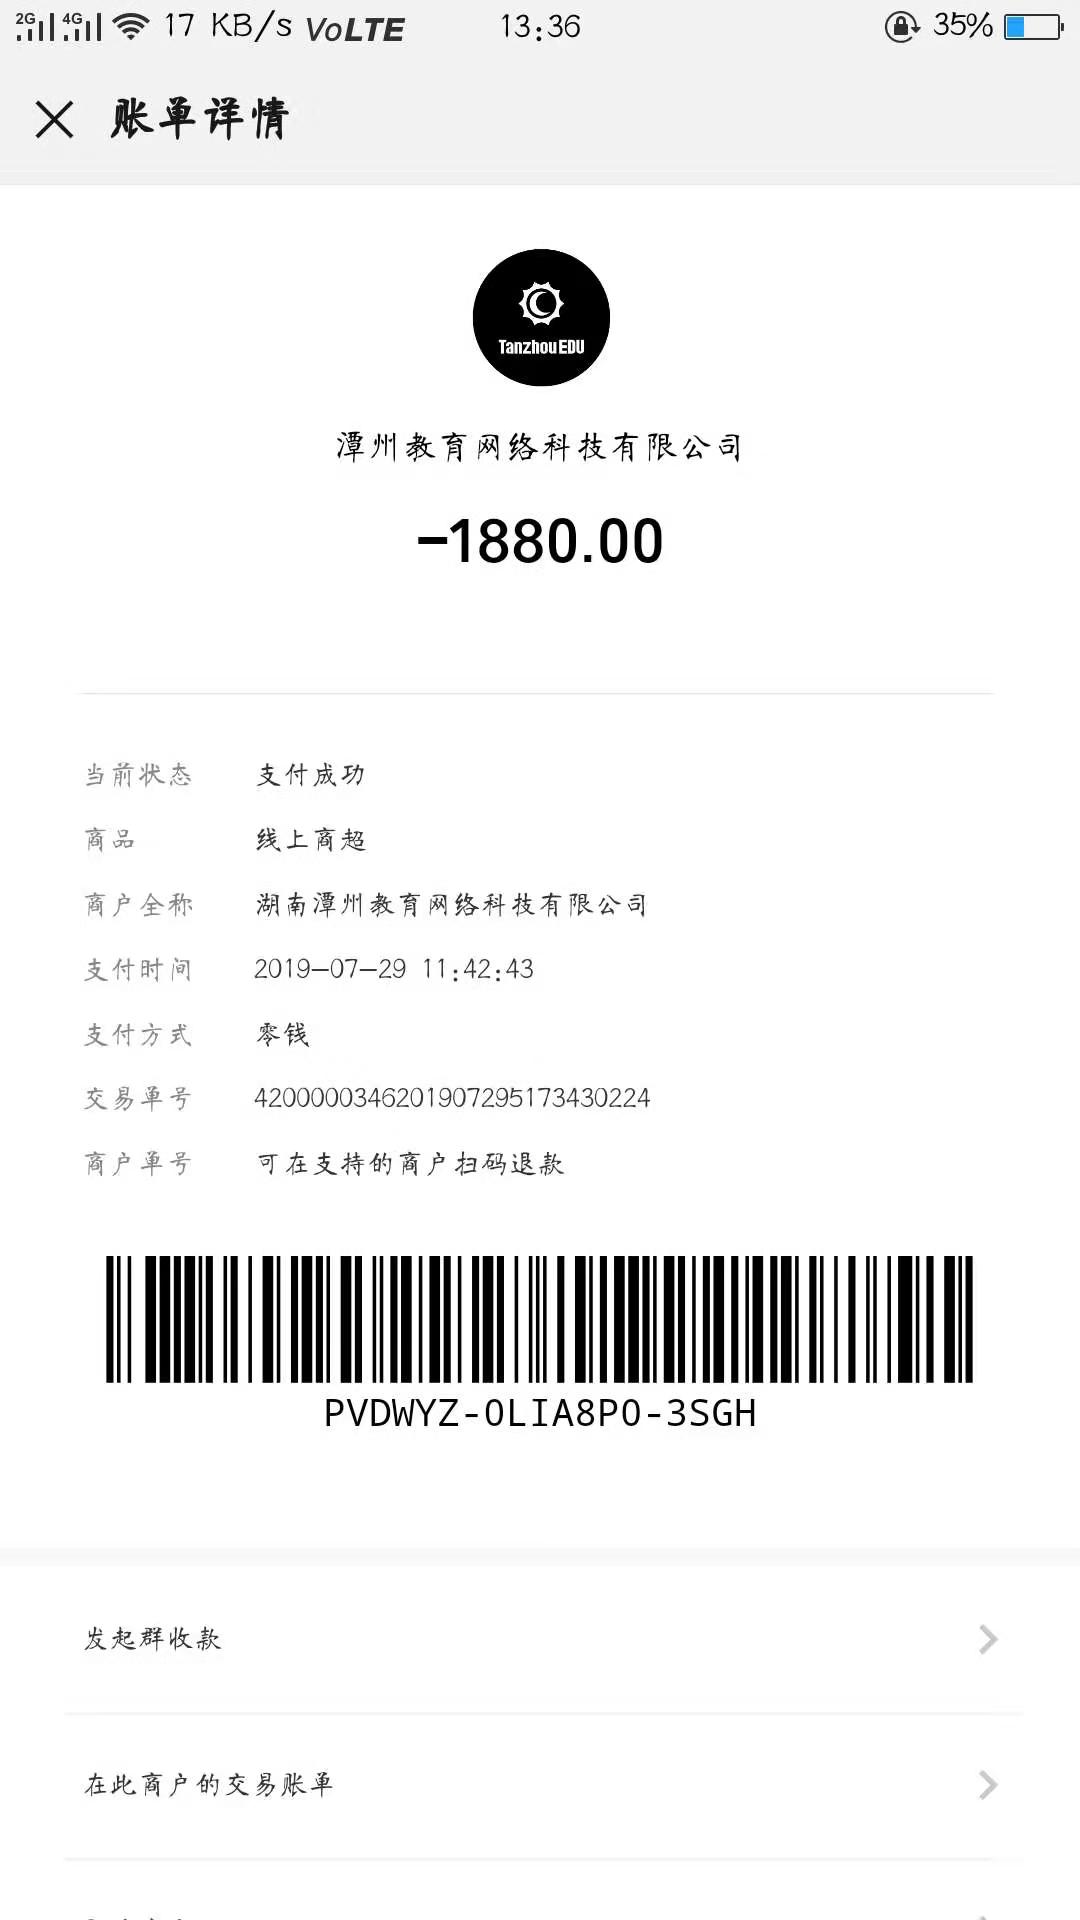 2G 4G 17 KB/s VoLTE 13:36 35%
账单详情
TanzhouEDU
潭州教育网络科技有限公司
-1880.00
当前状态 支付成功
商品 线上商超
商户全称 湖南潭州教育网络科技有限公司
支付时间 2019-07-29 11:42:43
支付方式 零钱
交易单号 4200000346201907295173430224
商户单号 可在支持的商户扫码退款
PVDWYZ-0LIA8P0-3SGH
发起群收款
在此商户的交易账单